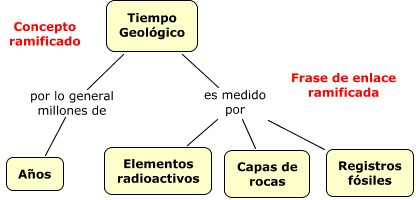 Concepto
ramificado
Tiempo
Geológico
Frase de enlace
ramificada
por lo general
millones de
es medido
por
Años
Elementos
radioactivos
Capas de
rocas
Registros
fósiles